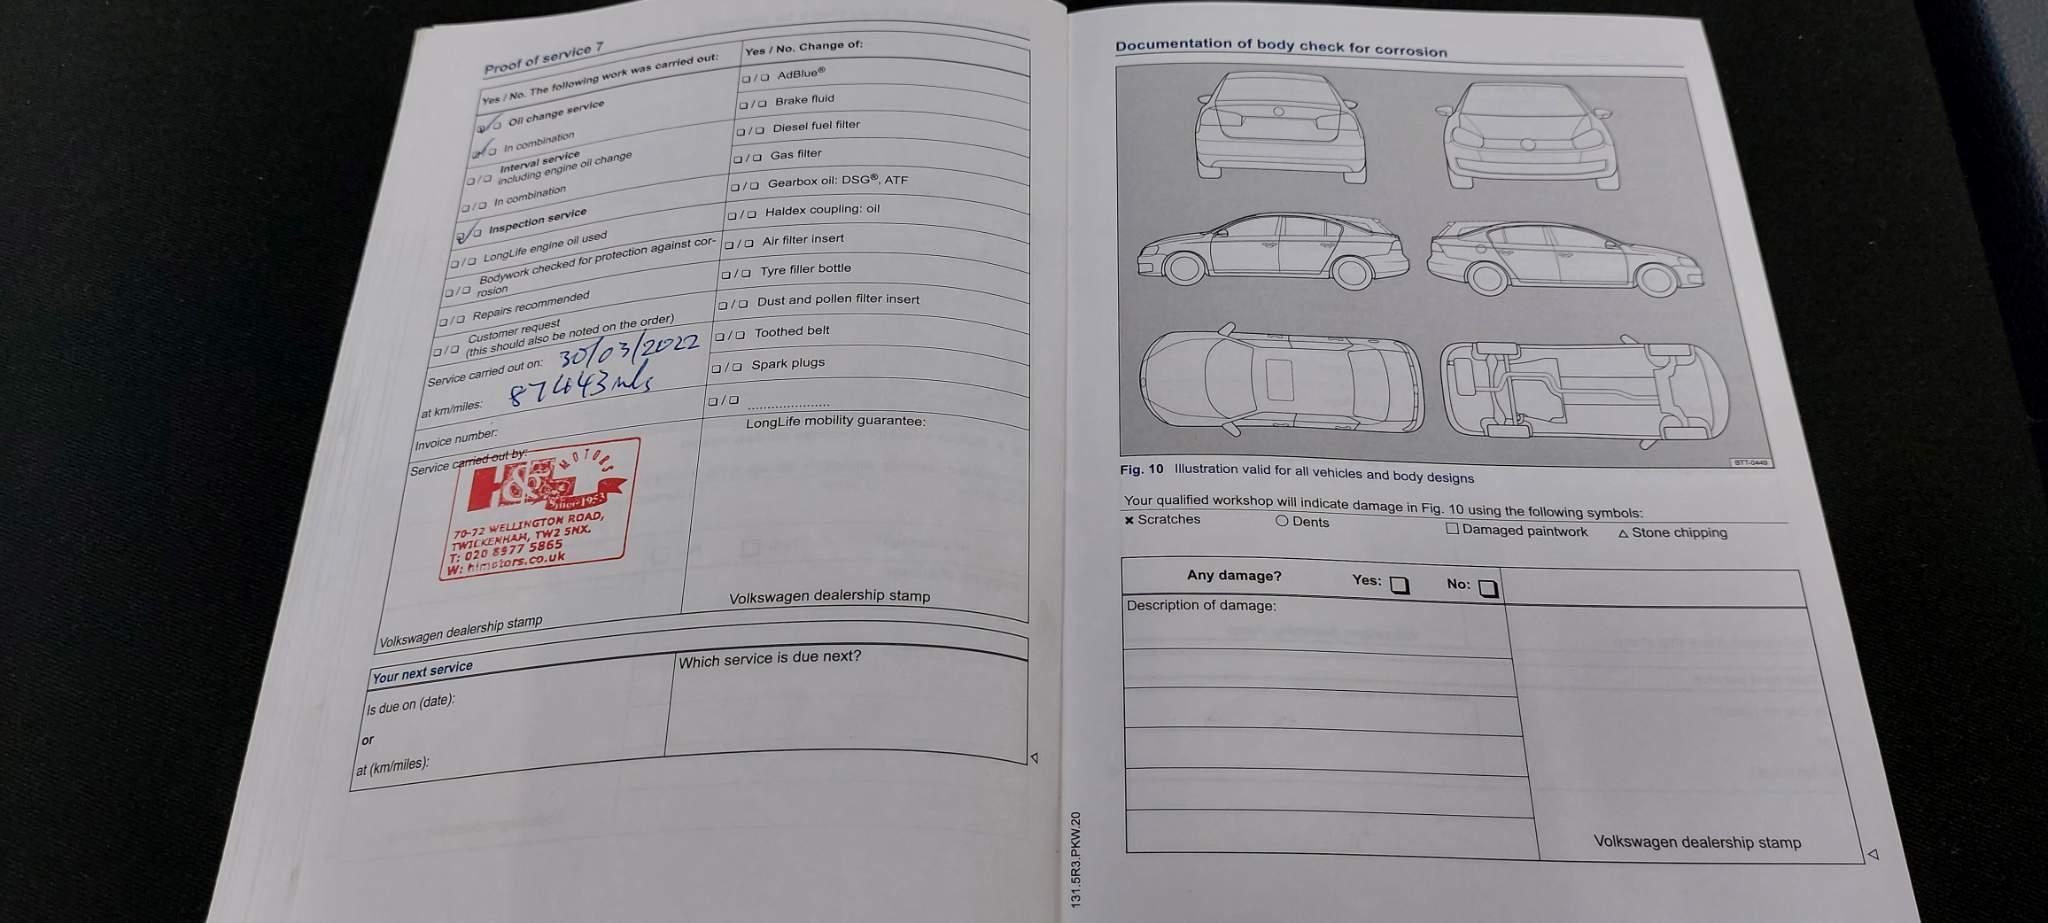 Proof of service 7
Yes / No. The following work was carried out:
❑ / ❑ Oil change service
❑ / ❑ In combination
❑ / ❑ Interval service
including engine oil change
❑ / ❑ In combination
❑ / ❑ Inspection service
❑ / ❑ LongLife engine oil used
❑ / ❑ Bodywork checked for protection against cor-
rosion
❑ / ❑ Repairs recommended
❑ / ❑ Customer request
(this should also be noted on the order)
Service carried out on: 30/03/2022
at km/miles: 87443mls
Invoice number:
Service carried out by:
H&L MOTORS
Since 1953
70-72 WELLINGTON ROAD,
TWICKENHAM, TW2 5NX.
T: 020 8977 5865
W: hlmotors.co.uk
Volkswagen dealership stamp
Yes / No. Change of:
❑ / ❑ AdBlue®
❑ / ❑ Brake fluid
❑ / ❑ Diesel fuel filter
❑ / ❑ Gas filter
❑ / ❑ Gearbox oil: DSG®, ATF
❑ / ❑ Haldex coupling: oil
❑ / ❑ Air filter insert
❑ / ❑ Tyre filler bottle
❑ / ❑ Dust and pollen filter insert
❑ / ❑ Toothed belt
❑ / ❑ Spark plugs
❑ / ❑ ....................
LongLife mobility guarantee:
Volkswagen dealership stamp
Your next service
Is due on (date):
or
at (km/miles):
Which service is due next?
Documentation of body check for corrosion
BTT-0449
Fig. 10 Illustration valid for all vehicles and body designs
Your qualified workshop will indicate damage in Fig. 10 using the following symbols:
× Scratches ○ Dents □ Damaged paintwork △ Stone chipping
Any damage? Yes: ❑ No: ❑
Description of damage:
Volkswagen dealership stamp
131.5R3.PKW.20